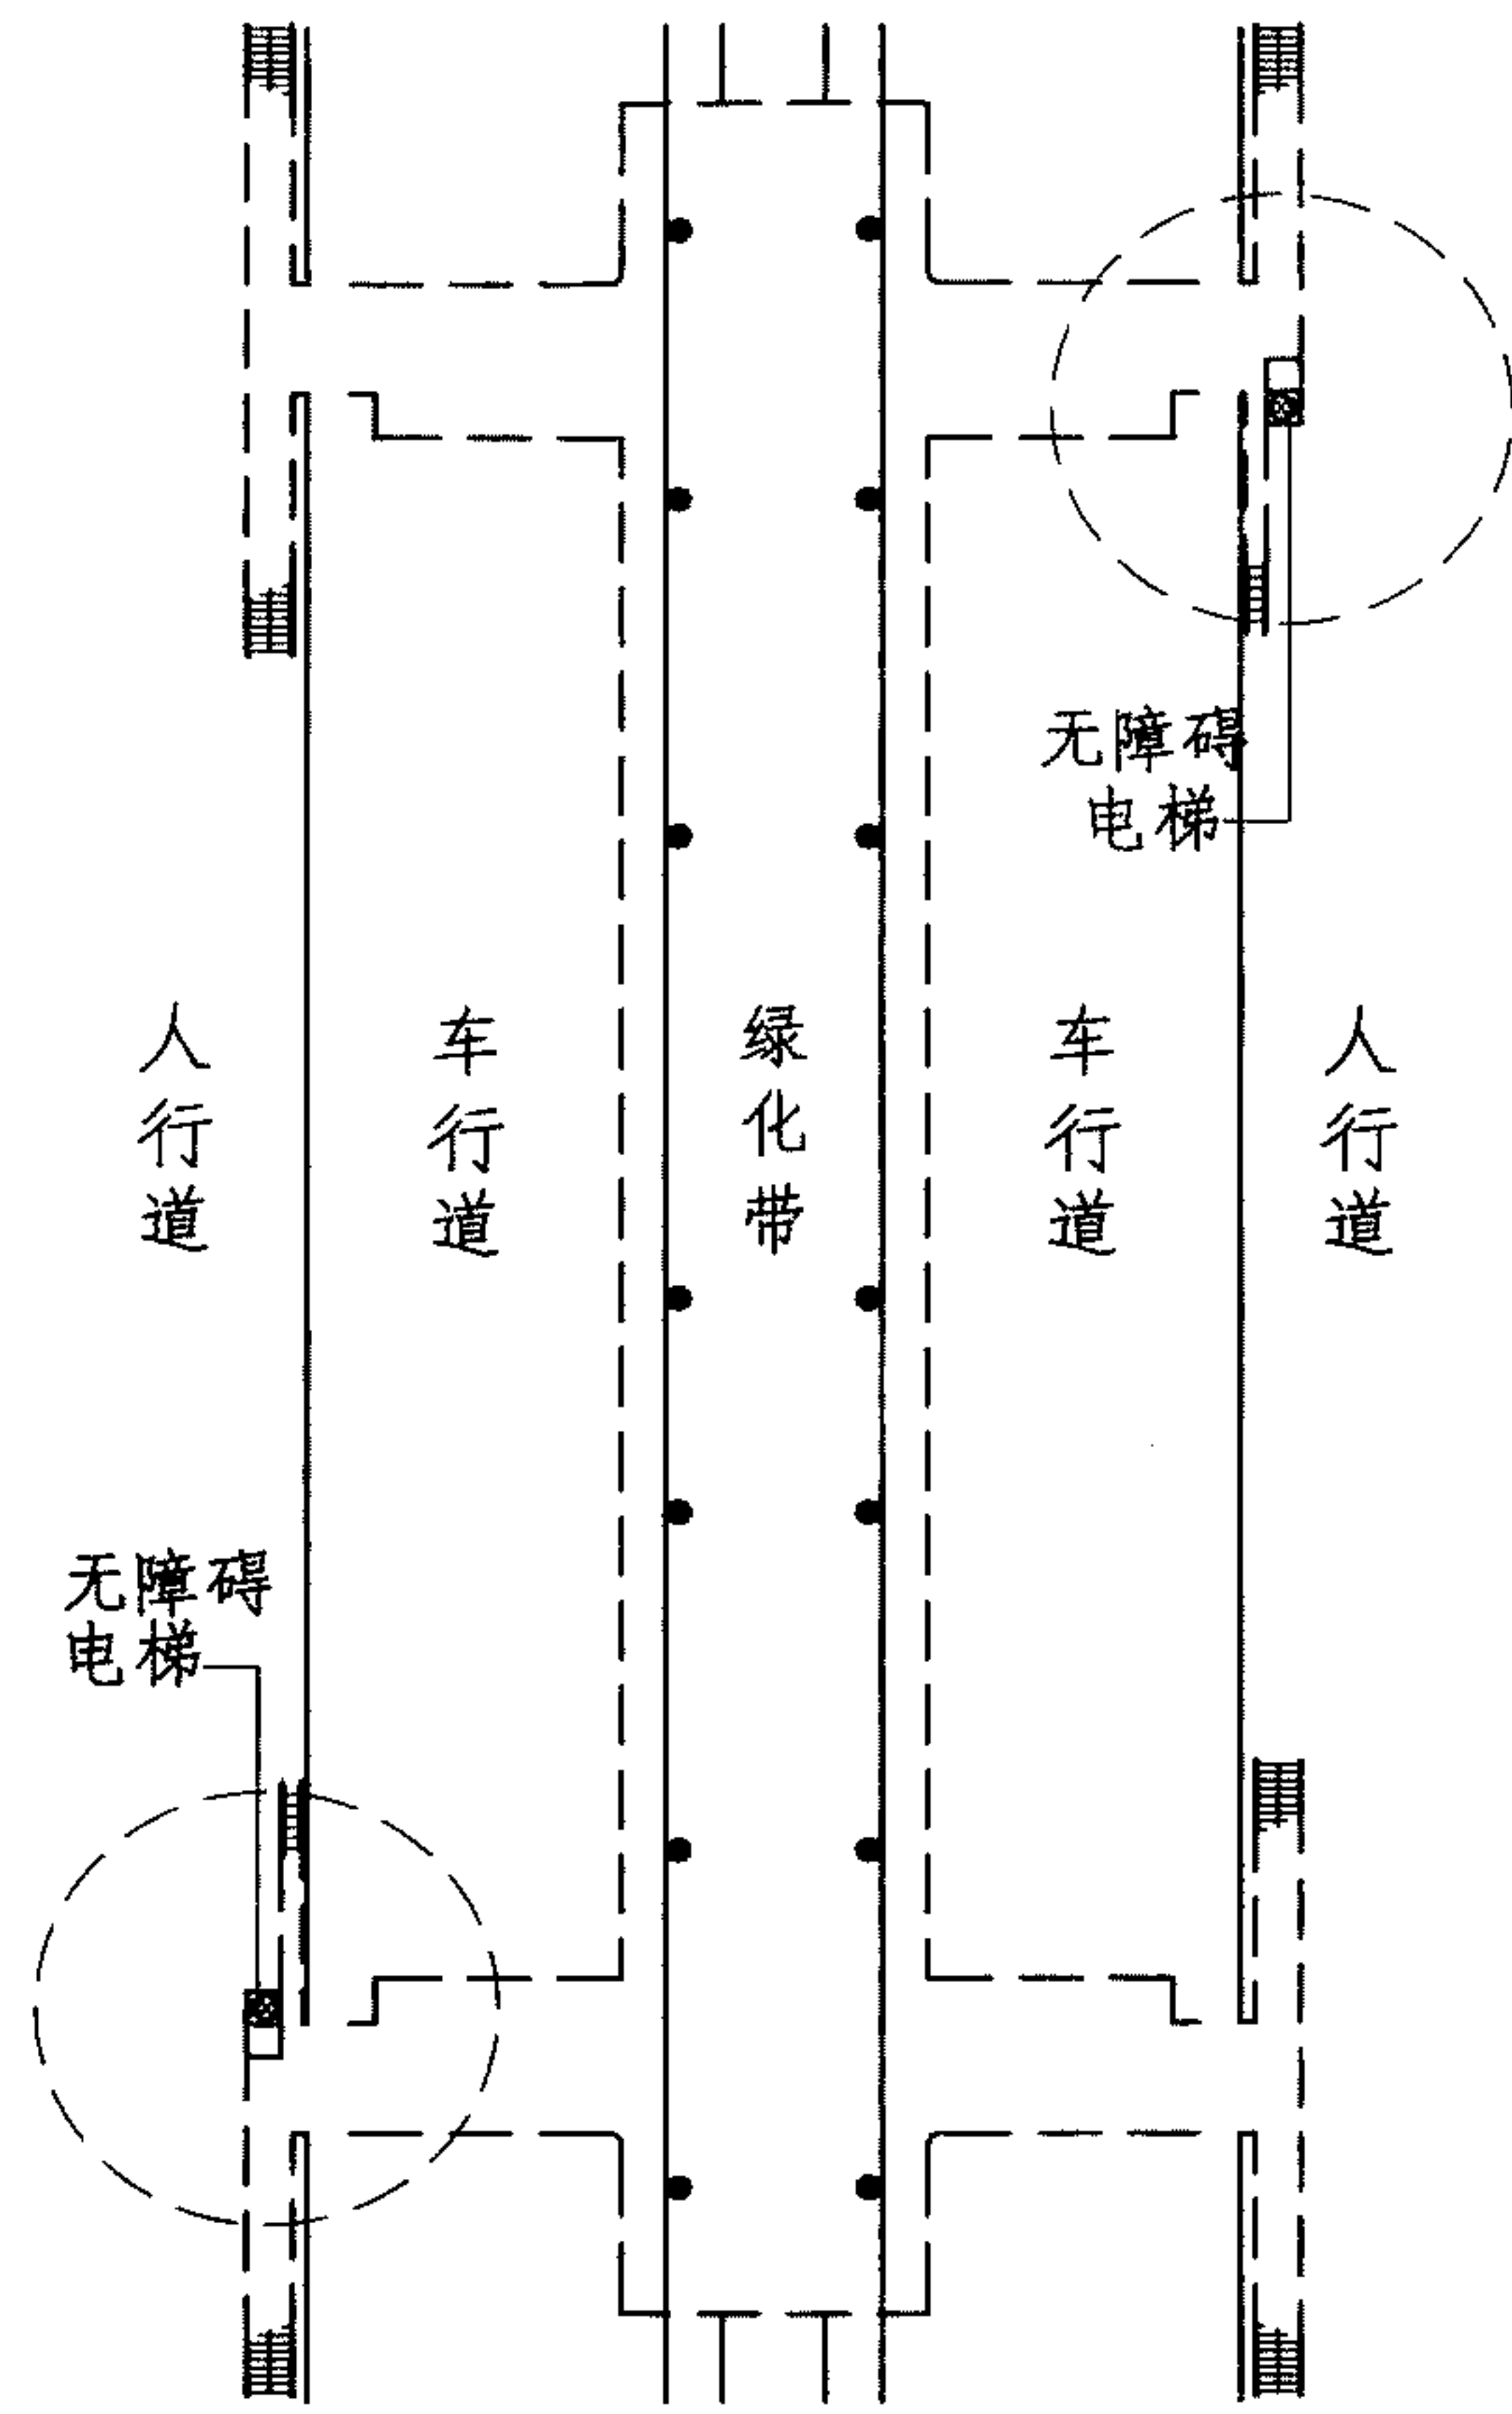 无障碍
电梯
人行道
车行道
绿化带
车行道
人行道
无障碍
电梯